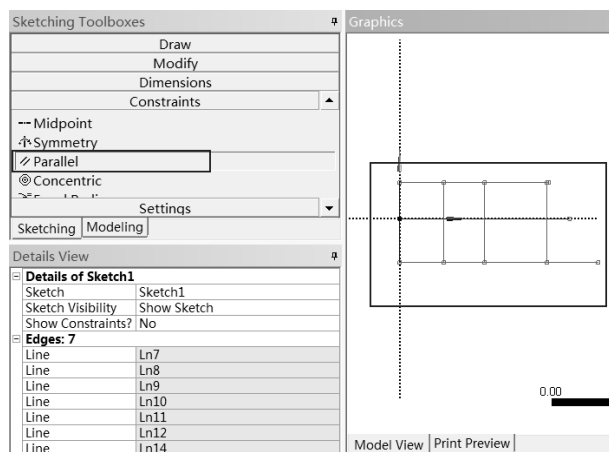 Sketching Toolboxes
Draw
Modify
Dimensions
Constraints
Midpoint
Symmetry
Parallel
Concentric
Settings
Sketching Modeling
Details View
Details of Sketch1
Sketch Sketch1
Sketch Visibility Show Sketch
Show Constraints? No
Edges: 7
Line Ln7
Line Ln8
Line Ln9
Line Ln10
Line Ln11
Line Ln12
Line Ln14
Graphics
0.00
Model View Print Preview